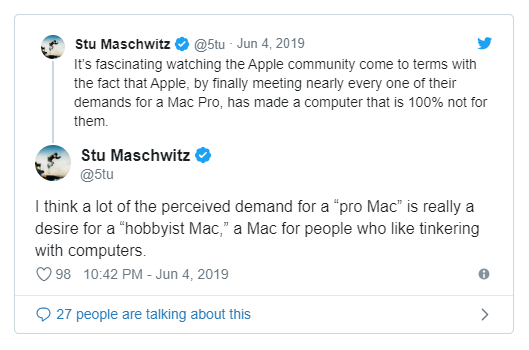 Stu Maschwitz @5tu · Jun 4, 2019
It's fascinating watching the Apple community come to terms with
the fact that Apple, by finally meeting nearly every one of their
demands for a Mac Pro, has made a computer that is 100% not for
them.
Stu Maschwitz
@5tu
I think a lot of the perceived demand for a “pro Mac” is really a
desire for a “hobbyist Mac,” a Mac for people who like tinkering
with computers.
98 10:42 PM - Jun 4, 2019
27 people are talking about this